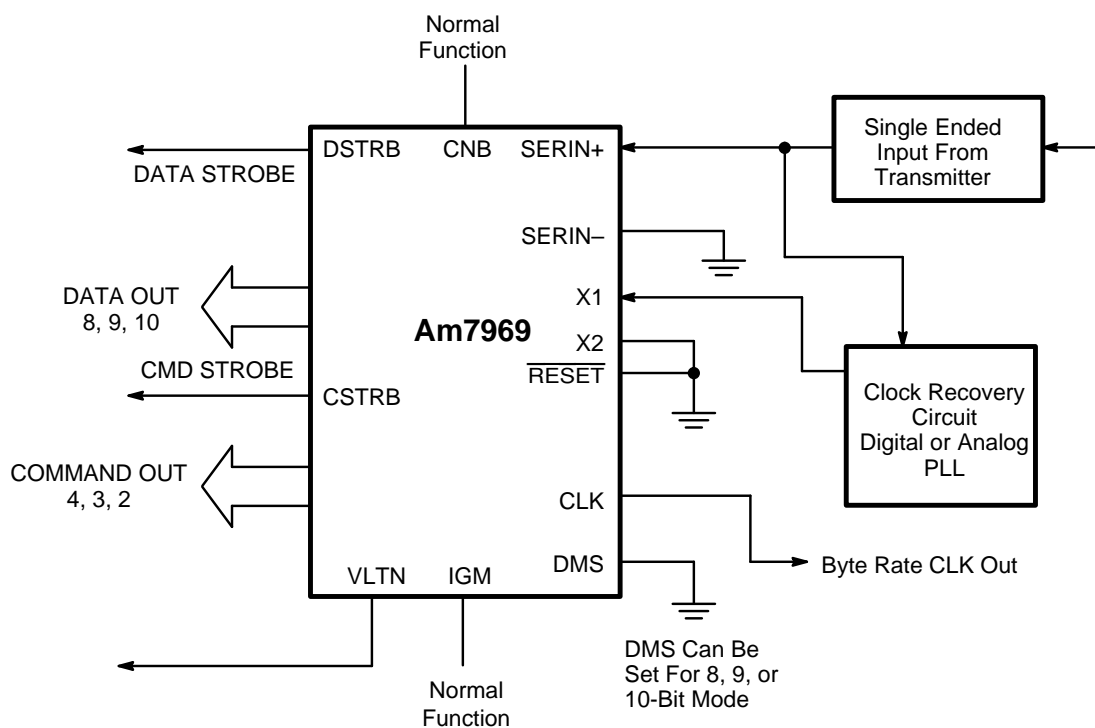 Normal
Function
DSTRB
CNB
SERIN+
Single Ended
Input From
Transmitter
DATA STROBE
SERIN–
DATA OUT
8, 9, 10
X1
Am7969
X2
CMD STROBE
RESET
CSTRB
Clock Recovery
Circuit
Digital or Analog
PLL
COMMAND OUT
4, 3, 2
CLK
DMS
Byte Rate CLK Out
VLTN
IGM
DMS Can Be
Set For 8, 9, or
10-Bit Mode
Normal
Function